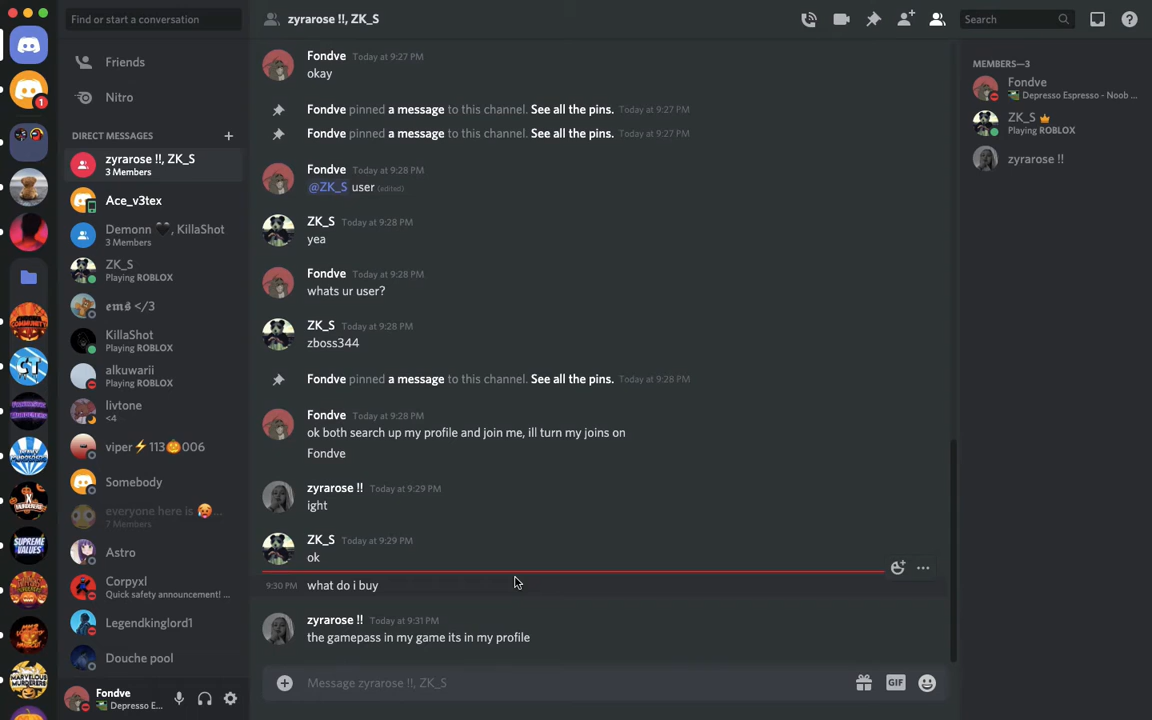 Find or start a conversation
Friends
Nitro
DIRECT MESSAGES
zyrarose !!, ZK_S
3 Members
Ace_v3tex
Demonn 🖤, KillaShot
3 Members
ZK_S
Playing ROBLOX
𝖊𝖒𝖘 </3
KillaShot
Playing ROBLOX
alkuwarii
Playing ROBLOX
livtone
<4
viper⚡113🎃006
Somebody
everyone here is 🥵...
7 Members
Astro
Corpyxl
Quick safety announcement! ...
Legendkinglord1
Douche pool
Fondve
Depresso E...
1
zyrarose !!, ZK_S
Search
Fondve Today at 9:27 PM
okay
Fondve pinned a message to this channel. See all the pins. Today at 9:27 PM
Fondve pinned a message to this channel. See all the pins. Today at 9:27 PM
Fondve Today at 9:28 PM
@ZK_S user (edited)
ZK_S Today at 9:28 PM
yea
Fondve Today at 9:28 PM
whats ur user?
ZK_S Today at 9:28 PM
zboss344
Fondve pinned a message to this channel. See all the pins. Today at 9:28 PM
Fondve Today at 9:28 PM
ok both search up my profile and join me, ill turn my joins on
Fondve
zyrarose !! Today at 9:29 PM
ight
ZK_S Today at 9:29 PM
ok
9:30 PM what do i buy
zyrarose !! Today at 9:31 PM
the gamepass in my game its in my profile
Message zyrarose !!, ZK_S
GIF
MEMBERS—3
Fondve
Depresso Espresso - Noob ...
ZK_S
Playing ROBLOX
zyrarose !!